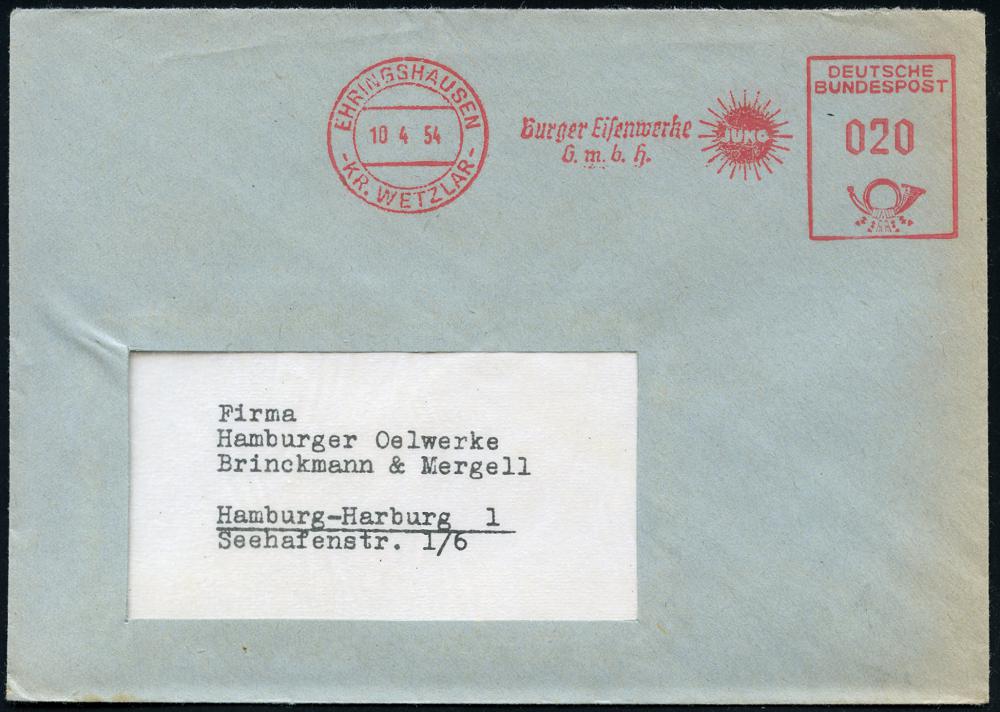 EHRINGSHAUSEN
10 4 54
-KR. WETZLAR-
Burger Eisenwerke
G. m. b. H.
JUNO
DEUTSCHE
BUNDESPOST
020
Firma
Hamburger Oelwerke
Brinckmann & Mergell
Hamburg-Harburg 1
Seehafenstr. 1/6